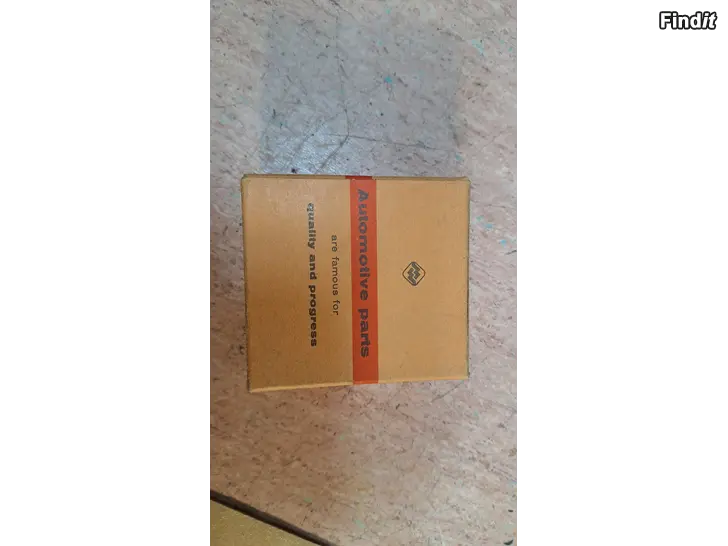 Findit
Automotive parts
are famous for
quality and progress